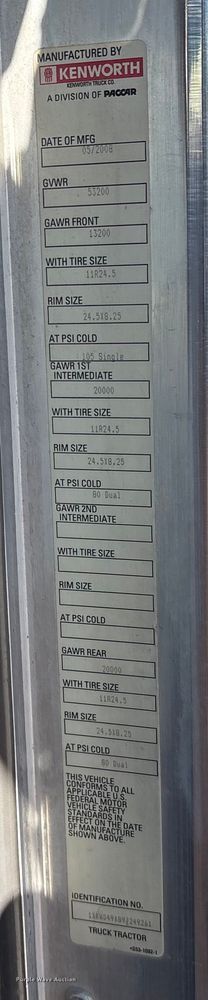 MANUFACTURED BY
KENWORTH
KENWORTH TRUCK CO.
A DIVISION OF PACCAR
DATE OF MFG
05/2008
GVWR
53200
GAWR FRONT
13200
WITH TIRE SIZE
11R24.5
RIM SIZE
24.5X8.25
AT PSI COLD
105 Single
GAWR 1ST
INTERMEDIATE
20000
WITH TIRE SIZE
11R24.5
RIM SIZE
24.5X8.25
AT PSI COLD
80 Dual
GAWR 2ND
INTERMEDIATE
WITH TIRE SIZE
RIM SIZE
AT PSI COLD
GAWR REAR
20000
WITH TIRE SIZE
11R24.5
RIM SIZE
24.5X8.25
AT PSI COLD
80 Dual
THIS VEHICLE
CONFORMS TO ALL
APPLICABLE U.S.
FEDERAL MOTOR
VEHICLE SAFETY
STANDARDS IN
EFFECT ON THE DATE
OF MANUFACTURE
SHOWN ABOVE.
IDENTIFICATION NO.
TRUCK TRACTOR
Purple Wave Auction